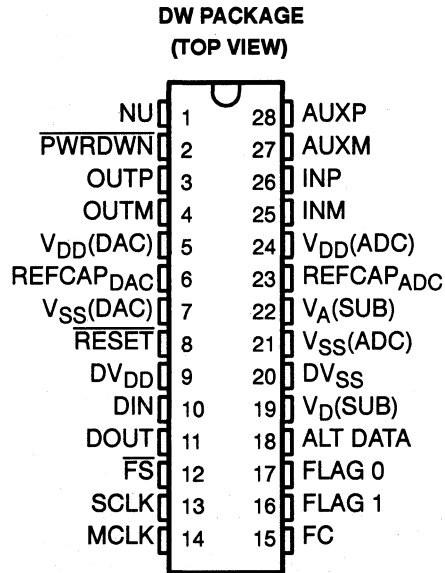 DW PACKAGE
(TOP VIEW)
NU 1 28 AUXP
PWRDWN 2 27 AUXM
OUTP 3 26 INP
OUTM 4 25 INM
VDD(DAC) 5 24 VDD(ADC)
REFCAPDAC 6 23 REFCAPADC
VSS(DAC) 7 22 VA(SUB)
RESET 8 21 VSS(ADC)
DVDD 9 20 DVSS
DIN 10 19 VD(SUB)
DOUT 11 18 ALT DATA
FS 12 17 FLAG 0
SCLK 13 16 FLAG 1
MCLK 14 15 FC